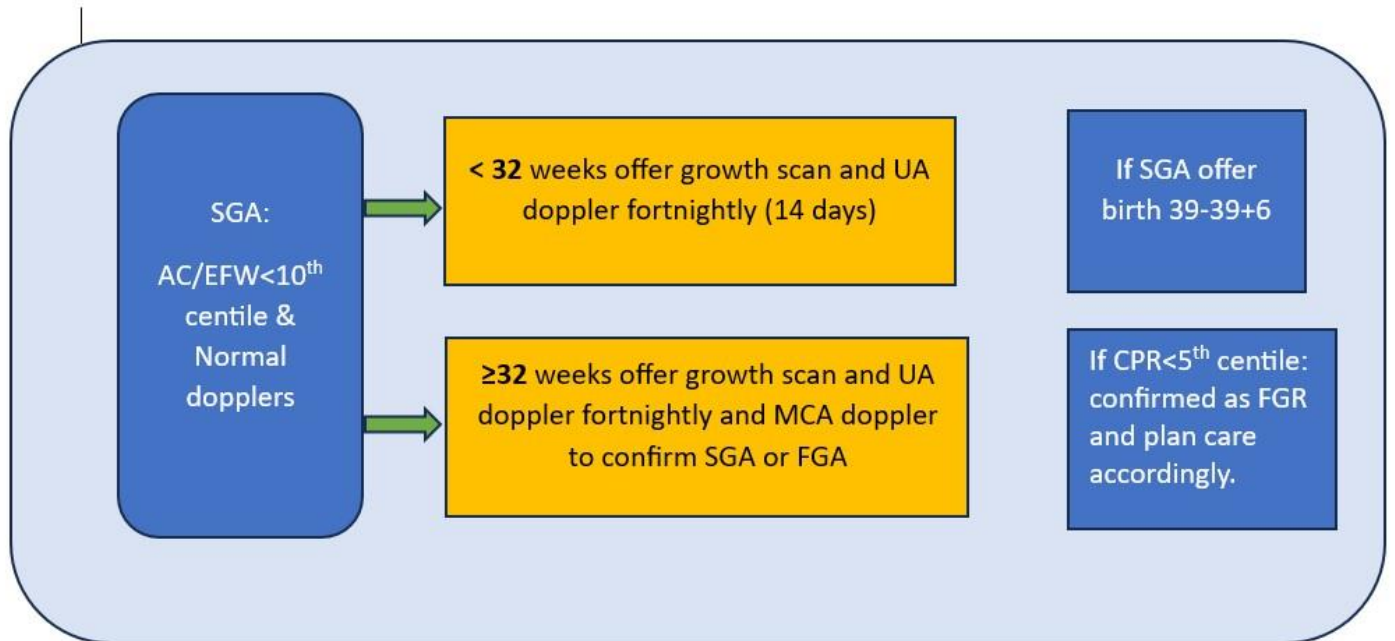 SGA:
AC/EFW<10th
centile &
Normal
dopplers
< 32 weeks offer growth scan and UA
doppler fortnightly (14 days)
≥32 weeks offer growth scan and UA
doppler fortnightly and MCA doppler
to confirm SGA or FGA
If SGA offer
birth 39-39+6
If CPR<5th centile:
confirmed as FGR
and plan care
accordingly.